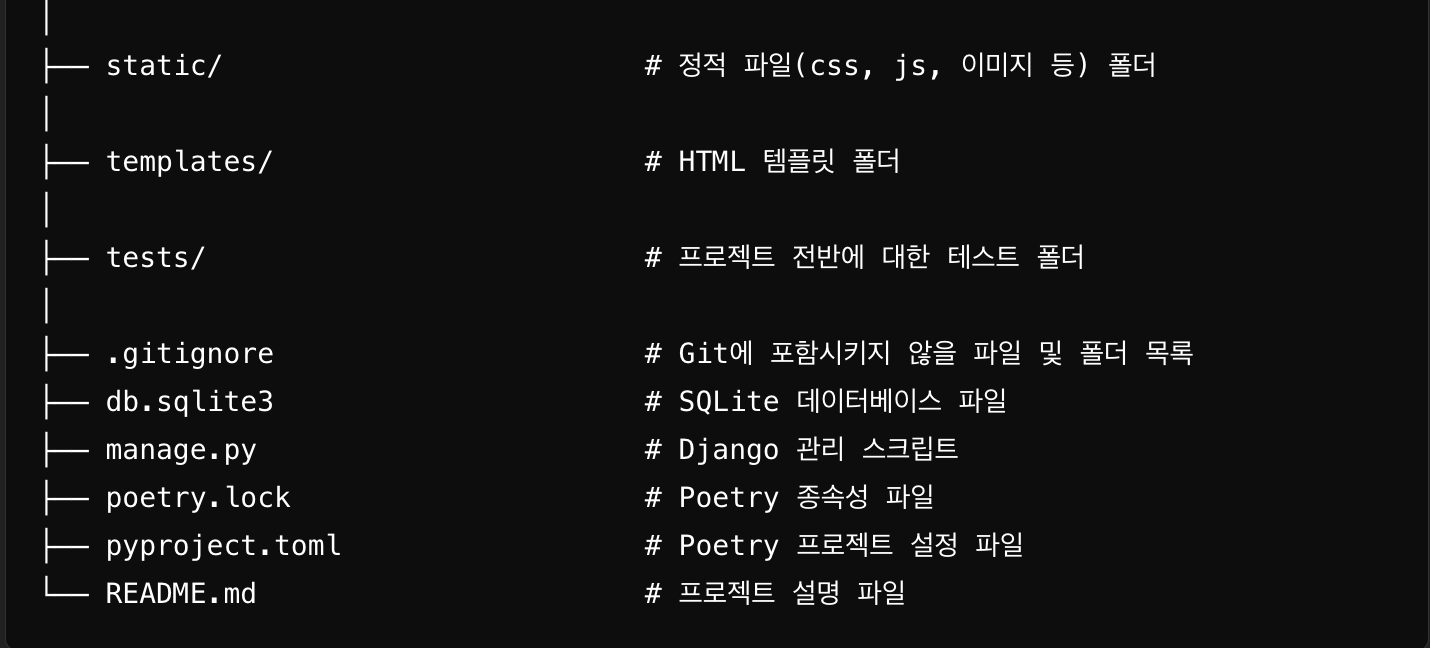 │
├── static/                          # 정적 파일(css, js, 이미지 등) 폴더
│
├── templates/                       # HTML 템플릿 폴더
│
├── tests/                           # 프로젝트 전반에 대한 테스트 폴더
│
├── .gitignore                       # Git에 포함시키지 않을 파일 및 폴더 목록
├── db.sqlite3                       # SQLite 데이터베이스 파일
├── manage.py                        # Django 관리 스크립트
├── poetry.lock                      # Poetry 종속성 파일
├── pyproject.toml                   # Poetry 프로젝트 설정 파일
└── README.md                        # 프로젝트 설명 파일